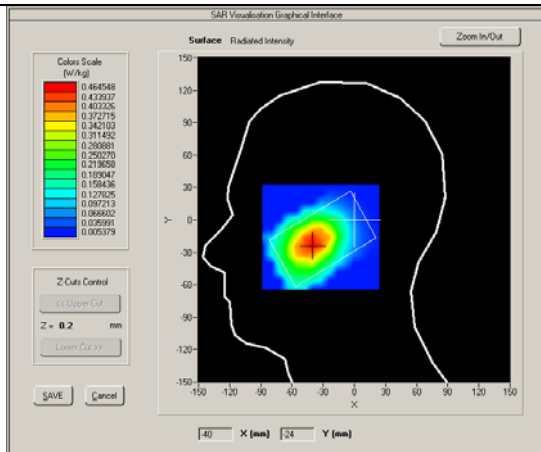 SAR Visualisation Graphical Interface
Surface Radiated Intensity
Zoom In/Out
Colors Scale
(W/kg)
0.464548
0.433937
0.403326
0.372715
0.342103
0.311492
0.280881
0.250270
0.219658
0.189047
0.158436
0.127825
0.097213
0.066602
0.035991
0.005379
Z Cuts Control
<< Upper Cut
Z = 0.2 mm
Lower Cut >>
SAVE
Cancel
150
120
90
60
30
0
-30
-60
-90
-120
-150
Y
-150 -120 -90 -60 -30 0 30 60 90 120 150
X
-40 X (mm) -24 Y (mm)